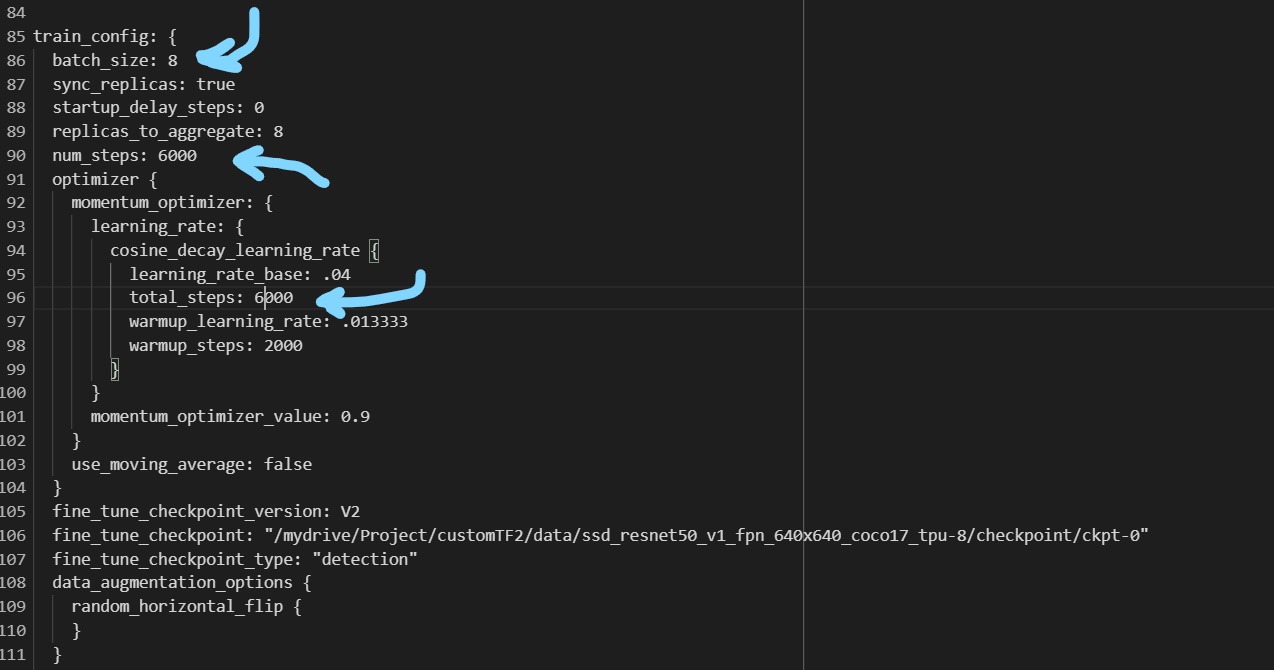 84
85 train_config: {
86 batch_size: 8
87 sync_replicas: true
88 startup_delay_steps: 0
89 replicas_to_aggregate: 8
90 num_steps: 6000
91 optimizer {
92 momentum_optimizer: {
93 learning_rate: {
94 cosine_decay_learning_rate {
95 learning_rate_base: .04
96 total_steps: 6000
97 warmup_learning_rate: .013333
98 warmup_steps: 2000
99 }
100 }
101 momentum_optimizer_value: 0.9
102 }
103 use_moving_average: false
104 }
105 fine_tune_checkpoint_version: V2
106 fine_tune_checkpoint: "/mydrive/Project/customTF2/data/ssd_resnet50_v1_fpn_640x640_coco17_tpu-8/checkpoint/ckpt-0"
107 fine_tune_checkpoint_type: "detection"
108 data_augmentation_options {
109 random_horizontal_flip {
110 }
111 }